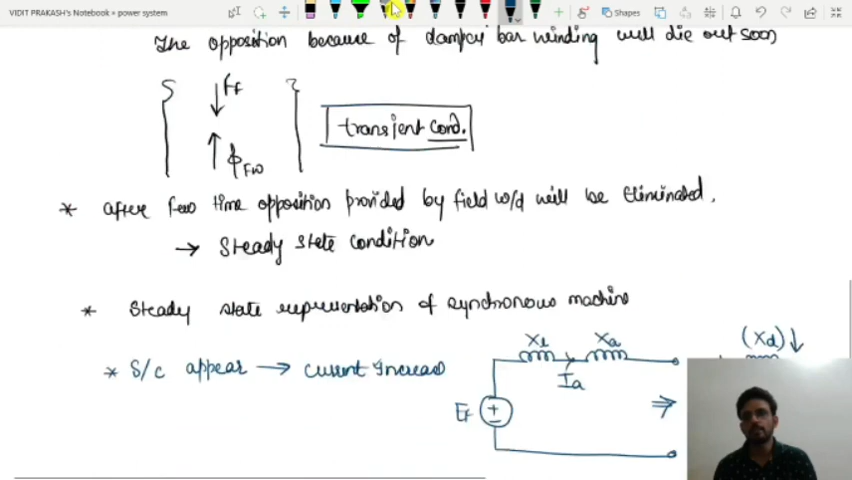 VIDIT PRAKASH's Notebook » power system
Shapes
The opposition because of damper bar winding will die out soon
Ff
transient Cond.
ϕFW
* after few time opposition provided by field w/d will be Eliminated.
→ Steady state condition
* Steady state representation of synchronous machine
* S/c appear → current Increased
Xl Xa (Xd)↓
Ia
Ef + - ⇒